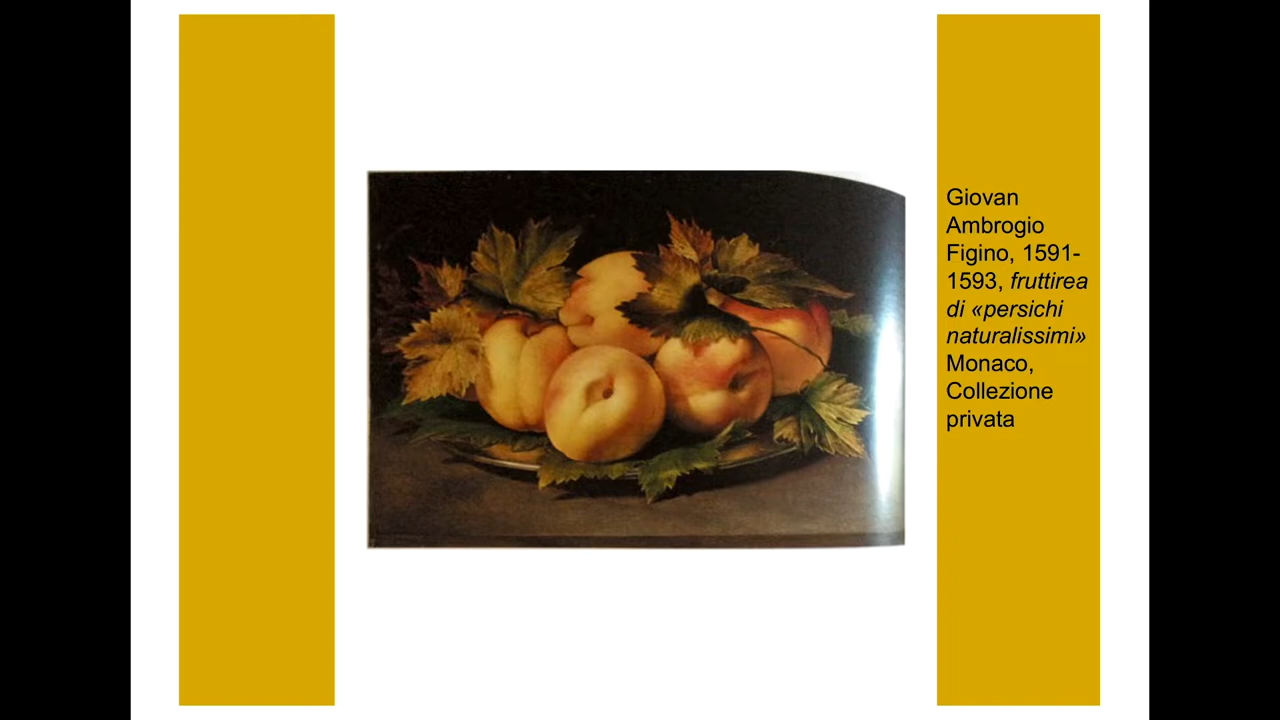 Giovan
Ambrogio
Figino, 1591-
1593, fruttirea
di «persichi
naturalissimi»
Monaco,
Collezione
privata